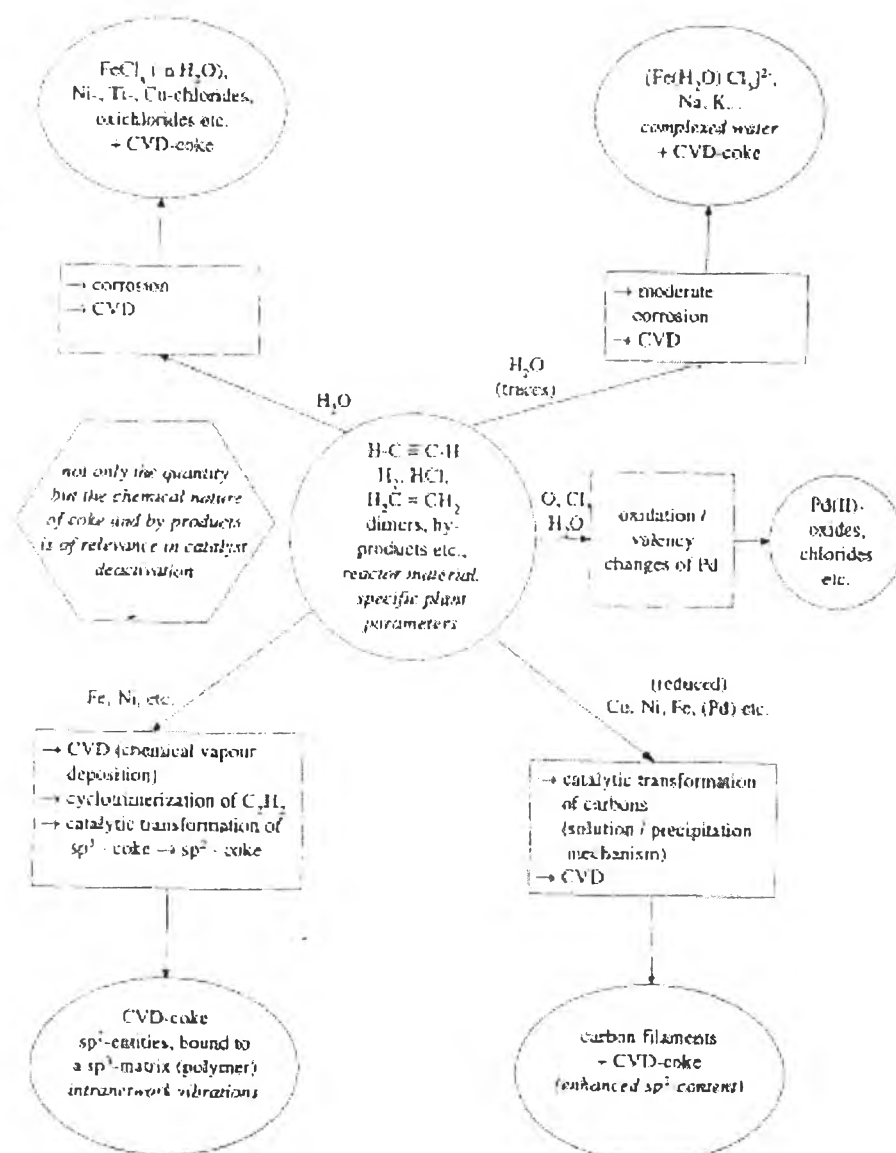 FeCl₃ (· n H₂O),
Ni-, Ti-, Cu-chlorides,
oxichlorides etc.
+ CVD-coke
(Fe(H₂O) Cl₅)²⁻,
Na, K...
complexed water
+ CVD-coke
→ corrosion
→ CVD
→ moderate
corrosion
→ CVD
H₂O
H₂O
(traces)
not only the quantity
but the chemical nature
of coke and by products
is of relevance in catalyst
deactivation
H-C ≡ C-H
H₂, HCl,
H₂C = CH₂
dimers, by-
products etc.,
reactor material,
specific plant
parameters
O, Cl,
H₂O
oxidation /
valency
changes of Pd
Pd(II)-
oxides,
chlorides
etc.
Fe, Ni, etc.
(reduced)
Cu, Ni, Fe, (Pd) etc.
→ CVD (chemical vapour
deposition)
→ cyclotrimerization of C₂H₂
→ catalytic transformation of
sp³ - coke → sp² - coke
→ catalytic transformation
of carbons
(solution / precipitation
mechanism)
→ CVD
CVD-coke
sp²-entities, bound to
a sp³-matrix (polymer)
intranetwork vibrations
carbon filaments
+ CVD-coke
(enhanced sp² content)